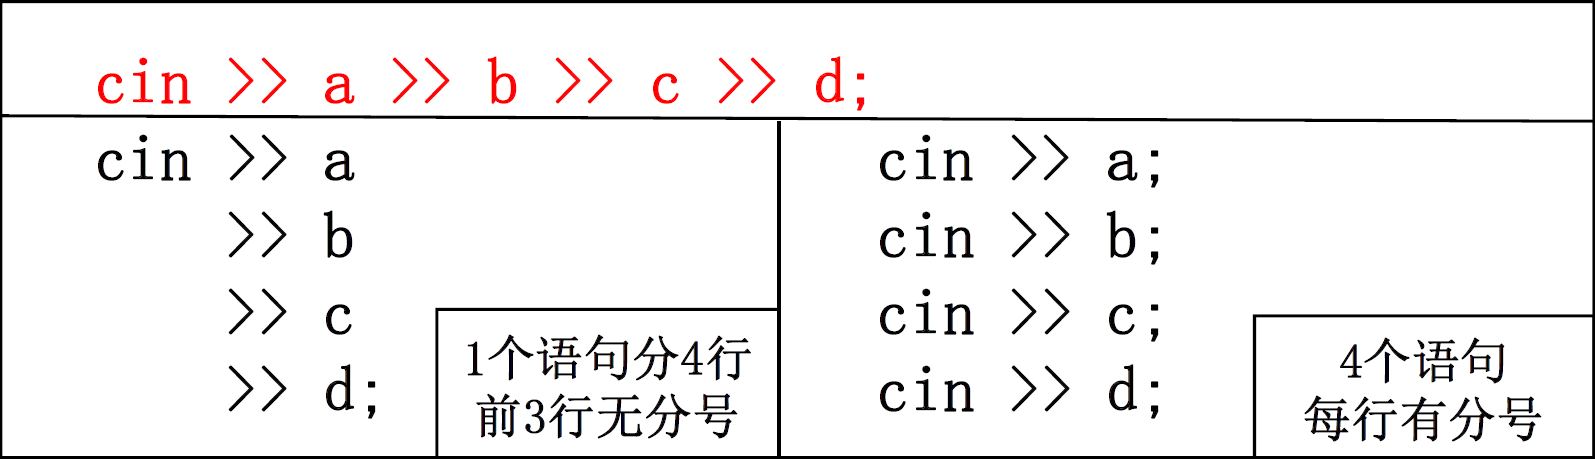 cin >> a >> b >> c >> d;
cin >> a
>> b
>> c
>> d;
1个语句分4行
前3行无分号
cin >> a;
cin >> b;
cin >> c;
cin >> d;
4个语句
每行有分号